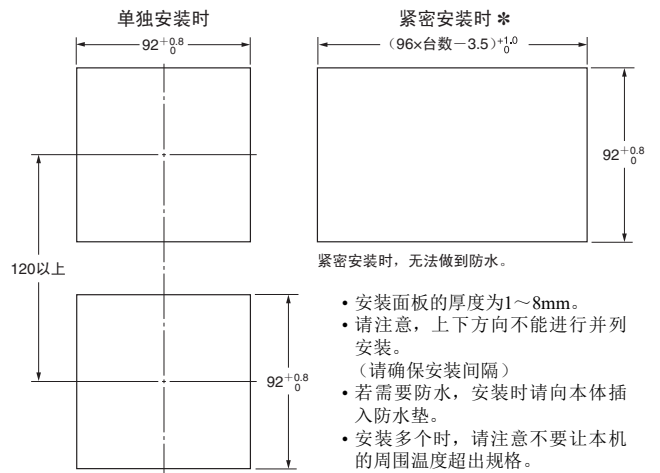 单独安装时
92+0.8 0
紧密安装时＊
（96×台数－3.5）+1.0 0
92+0.8 0
120以上
紧密安装时，无法做到防水。
92+0.8 0
• 安装面板的厚度为1～8mm。
• 请注意，上下方向不能进行并列
安装。
（请确保安装间隔）
• 若需要防水，安装时请向本体插
入防水垫。
• 安装多个时，请注意不要让本机
的周围温度超出规格。